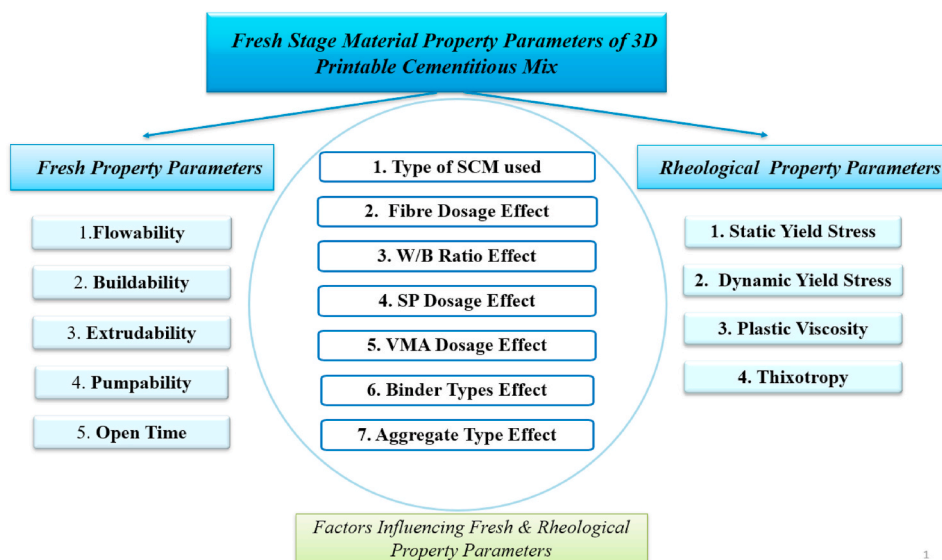 Fresh Stage Material Property Parameters of 3D
Printable Cementitious Mix
Fresh Property Parameters
1.Flowability
2. Buildability
3. Extrudability
4. Pumpability
5. Open Time
1. Type of SCM used
2. Fibre Dosage Effect
3. W/B Ratio Effect
4. SP Dosage Effect
5. VMA Dosage Effect
6. Binder Types Effect
7. Aggregate Type Effect
Rheological Property Parameters
1. Static Yield Stress
2. Dynamic Yield Stress
3. Plastic Viscosity
4. Thixotropy
Factors Influencing Fresh & Rheological
Property Parameters
1